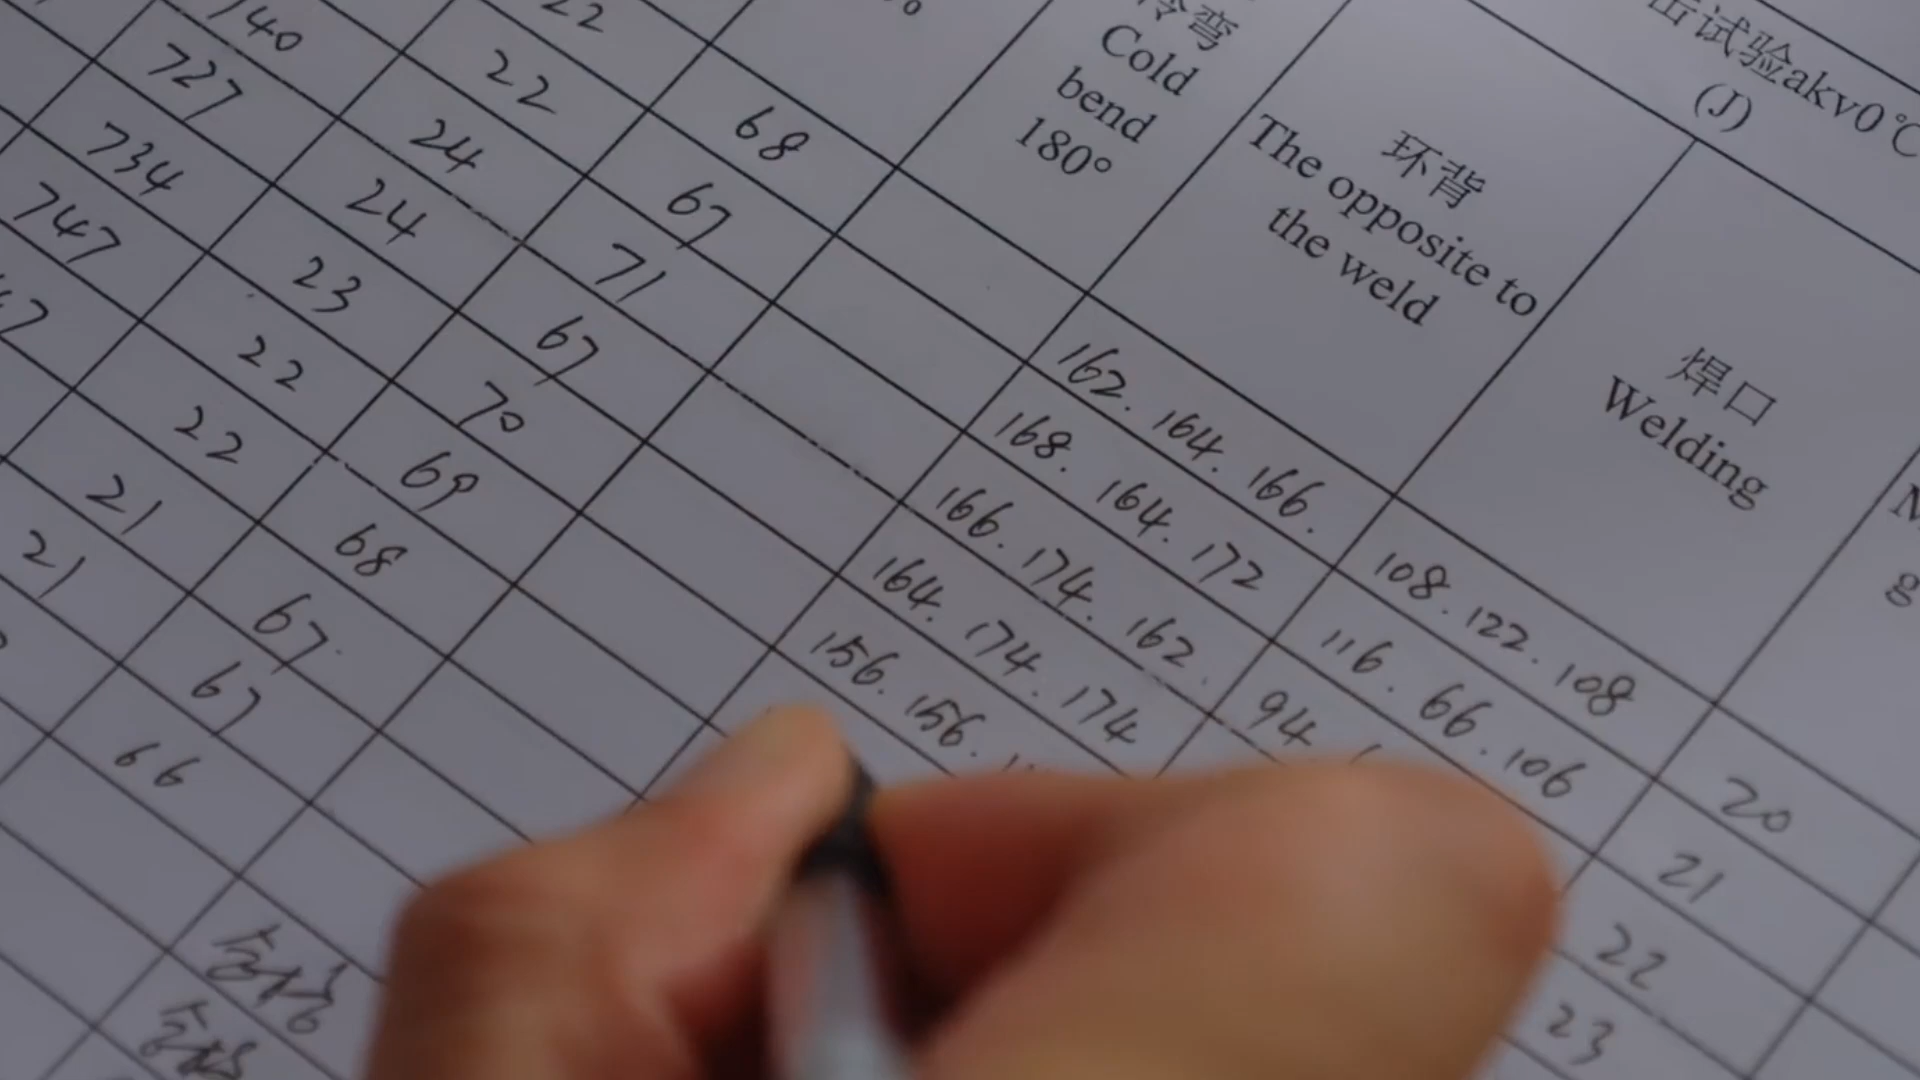 冷弯
Cold
bend
180°
击试验akv0℃
(J)
环背
The opposite to
the weld
焊口
Welding
740
22
727
22
68
734
24
67
747
24
71
23
67
22
70
22
69
21
68
21
67
67
66
162. 164. 166.
168. 164. 172
166. 174. 162.
164. 174. 174
156. 156.
108. 122. 108
116. 66. 106
94
20
21
22
23
合格
合格